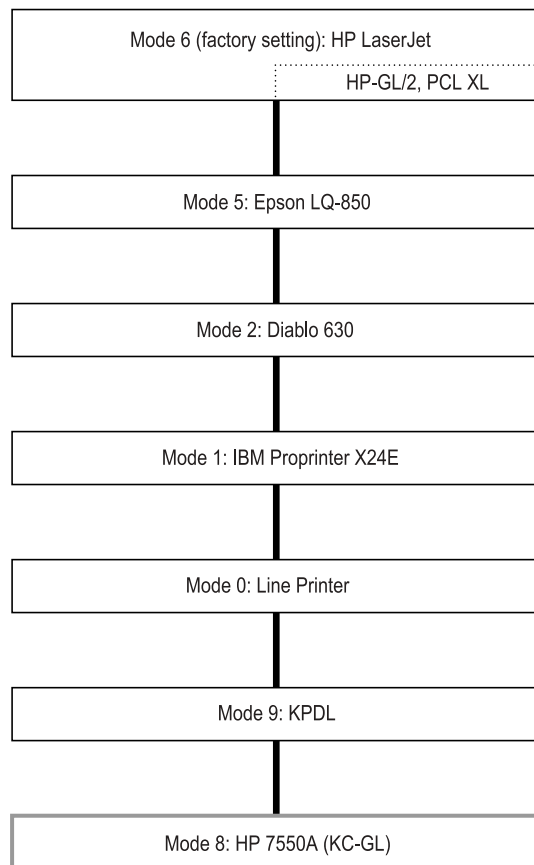 Mode 6 (factory setting): HP LaserJet
HP-GL/2, PCL XL
Mode 5: Epson LQ-850
Mode 2: Diablo 630
Mode 1: IBM Proprinter X24E
Mode 0: Line Printer
Mode 9: KPDL
Mode 8: HP 7550A (KC-GL)